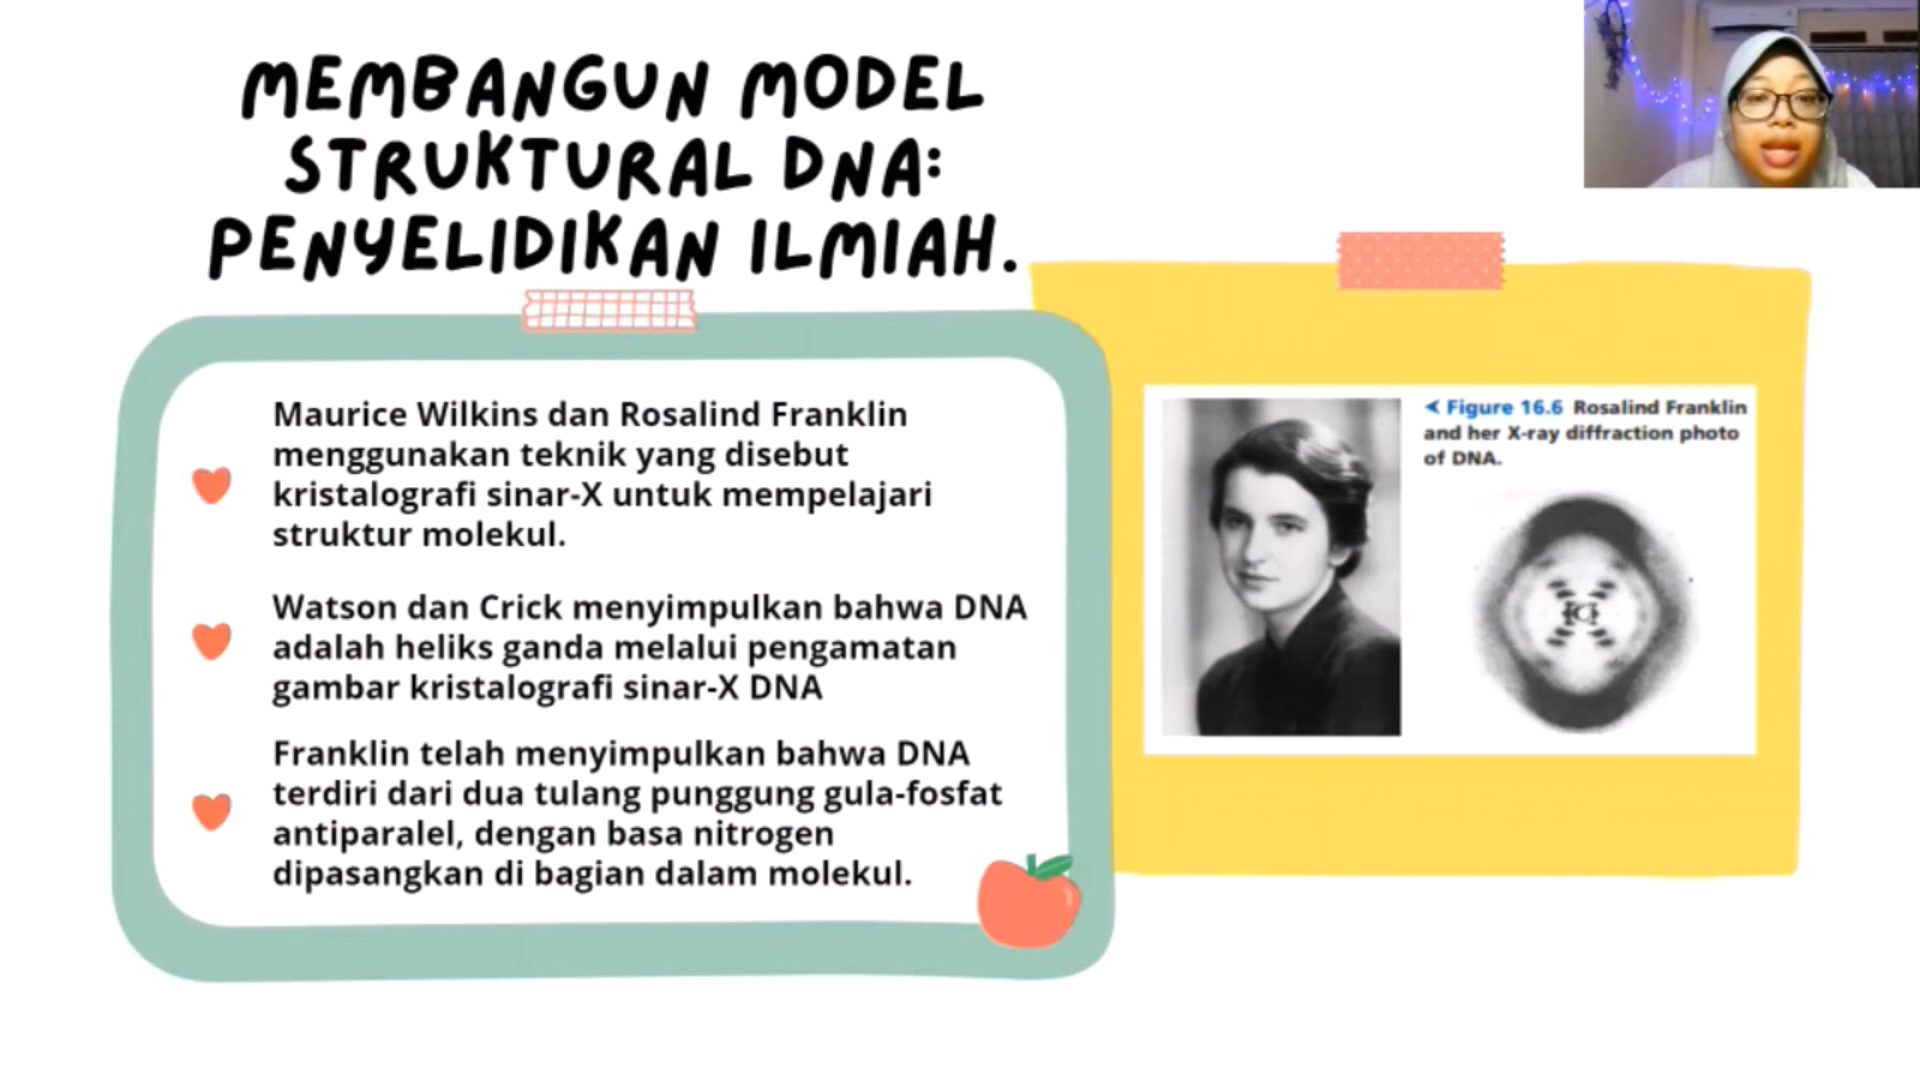 MEMBANGUN MODEL
STRUKTURAL DNA:
PENYELIDIKAN ILMIAH.
Maurice Wilkins dan Rosalind Franklin
menggunakan teknik yang disebut
kristalografi sinar-X untuk mempelajari
struktur molekul.
Watson dan Crick menyimpulkan bahwa DNA
adalah heliks ganda melalui pengamatan
gambar kristalografi sinar-X DNA
Franklin telah menyimpulkan bahwa DNA
terdiri dari dua tulang punggung gula-fosfat
antiparalel, dengan basa nitrogen
dipasangkan di bagian dalam molekul.
Figure 16.6 Rosalind Franklin
and her X-ray diffraction photo
of DNA.